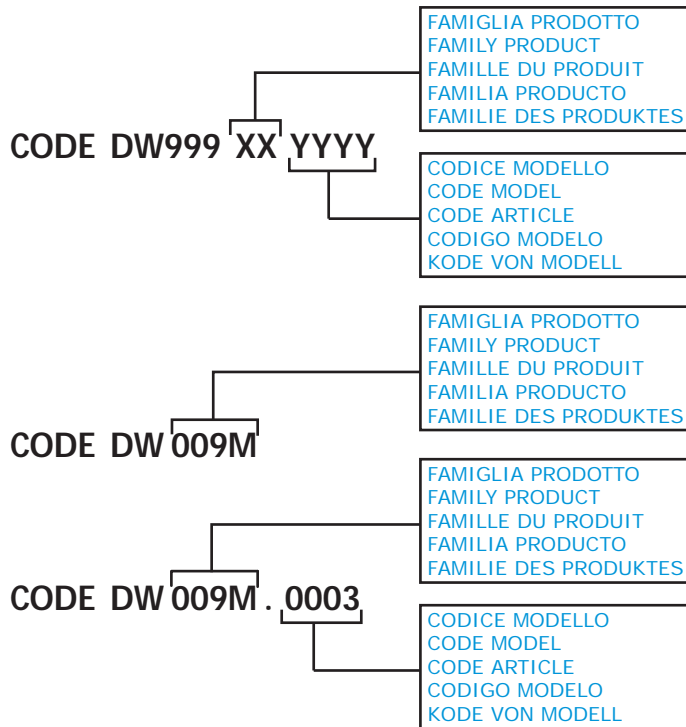 FAMIGLIA PRODOTTO
FAMILY PRODUCT
FAMILLE DU PRODUIT
FAMILIA PRODUCTO
FAMILIE DES PRODUKTES
CODE DW999 XX YYYY
CODICE MODELLO
CODE MODEL
CODE ARTICLE
CODIGO MODELO
KODE VON MODELL
FAMIGLIA PRODOTTO
FAMILY PRODUCT
FAMILLE DU PRODUIT
FAMILIA PRODUCTO
FAMILIE DES PRODUKTES
CODE DW 009M
FAMIGLIA PRODOTTO
FAMILY PRODUCT
FAMILLE DU PRODUIT
FAMILIA PRODUCTO
FAMILIE DES PRODUKTES
CODE DW 009M . 0003
CODICE MODELLO
CODE MODEL
CODE ARTICLE
CODIGO MODELO
KODE VON MODELL